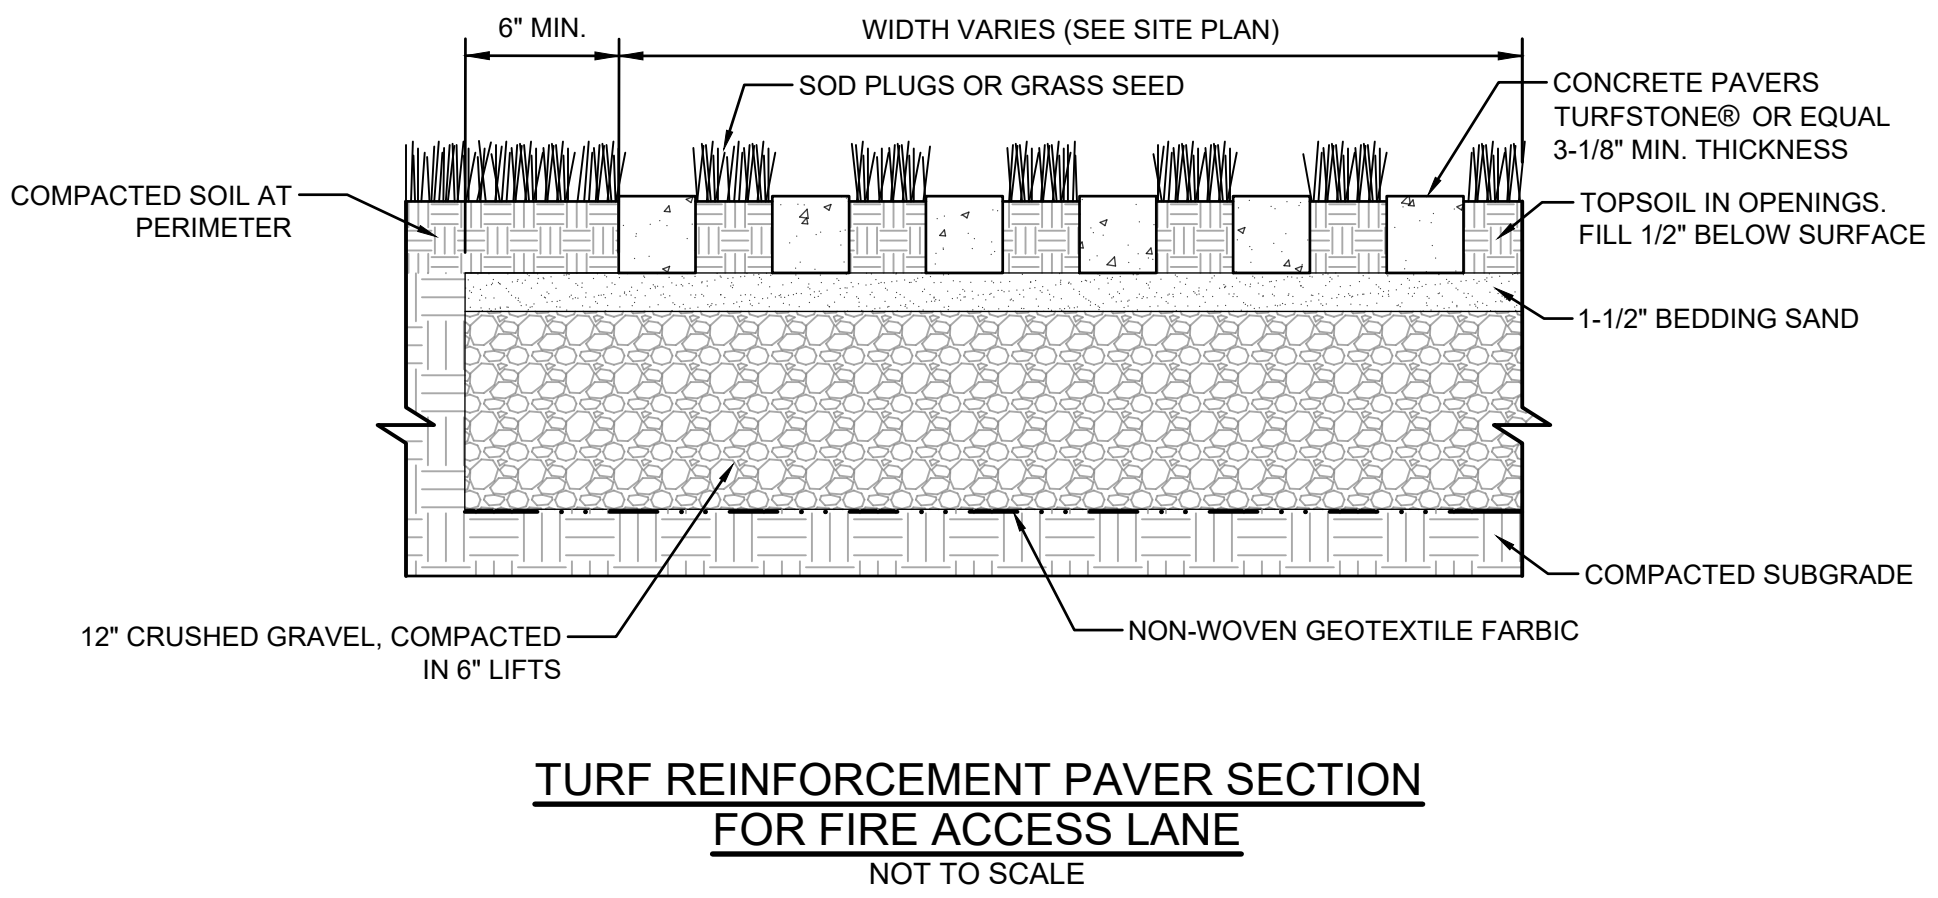 6" MIN.
WIDTH VARIES (SEE SITE PLAN)
SOD PLUGS OR GRASS SEED
CONCRETE PAVERS
TURFSTONE® OR EQUAL
3-1/8" MIN. THICKNESS
COMPACTED SOIL AT
PERIMETER
TOPSOIL IN OPENINGS.
FILL 1/2" BELOW SURFACE
1-1/2" BEDDING SAND
COMPACTED SUBGRADE
12" CRUSHED GRAVEL, COMPACTED
IN 6" LIFTS
NON-WOVEN GEOTEXTILE FARBIC
TURF REINFORCEMENT PAVER SECTION
FOR FIRE ACCESS LANE
NOT TO SCALE